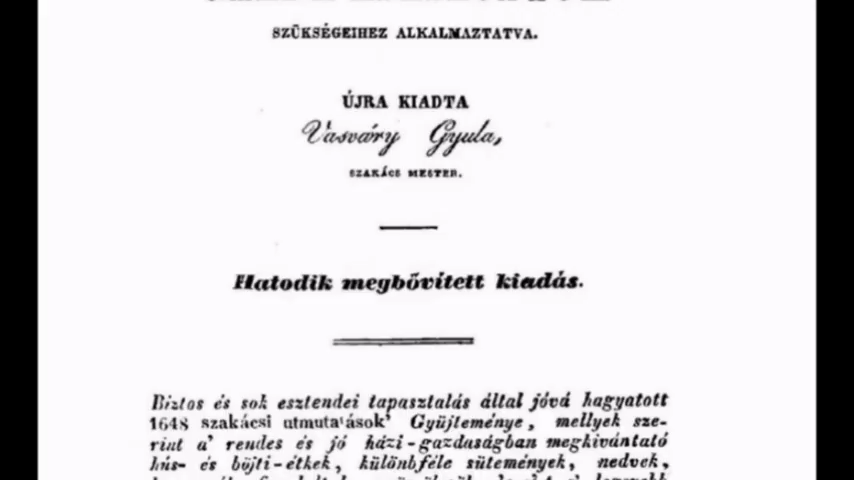 SZÜKSÉGEIHEZ ALKALMAZTATVA.
ÚJRA KIADTA
Vasváry Gyula,
SZAKÁCS MESTER.
Hatodik megbővített kiadás.
Biztos és sok esztendei tapasztalás által jóvá hagyatott
1648 szakácsi utmutatások' Gyüjteménye, mellyek sze-
rint a' rendes és jó házi-gazdaságban megkivántató
hús- és böjti-étkek, különbféle sütemények, nedvek,